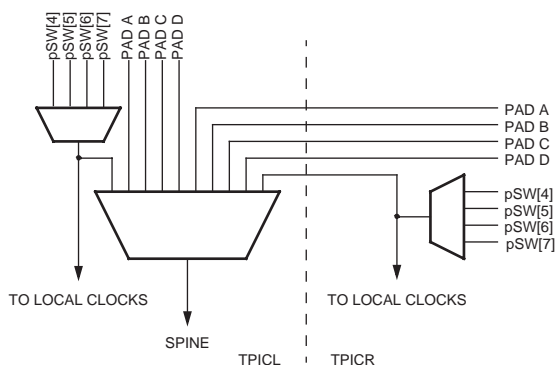 pSW[4]
pSW[5]
pSW[6]
pSW[7]
PAD A
PAD B
PAD C
PAD D
PAD A
PAD B
PAD C
PAD D
pSW[4]
pSW[5]
pSW[6]
pSW[7]
TO LOCAL CLOCKS
TO LOCAL CLOCKS
SPINE
TPICL
TPICR